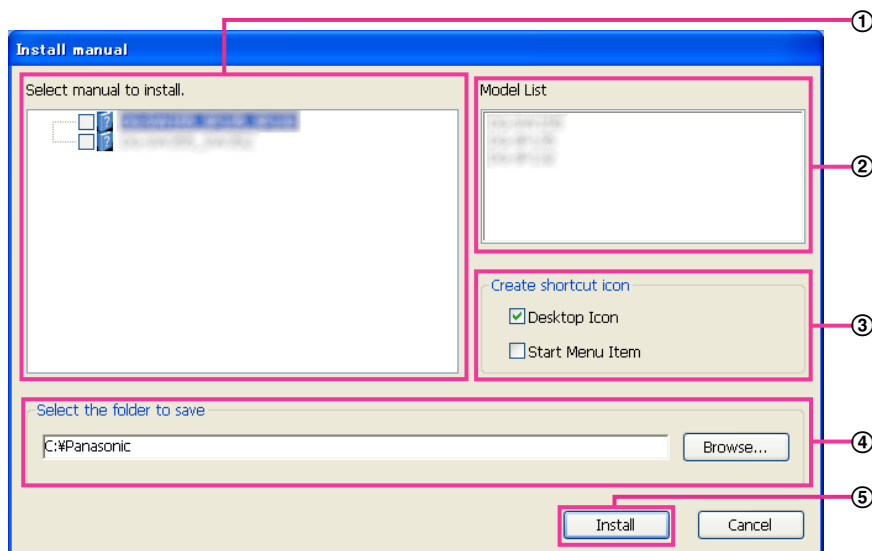 ①
Install manual
Select manual to install.
Model List
②
Create shortcut icon
Desktop Icon
Start Menu Item
③
Select the folder to save
C:¥Panasonic
Browse...
④
⑤
Install
Cancel